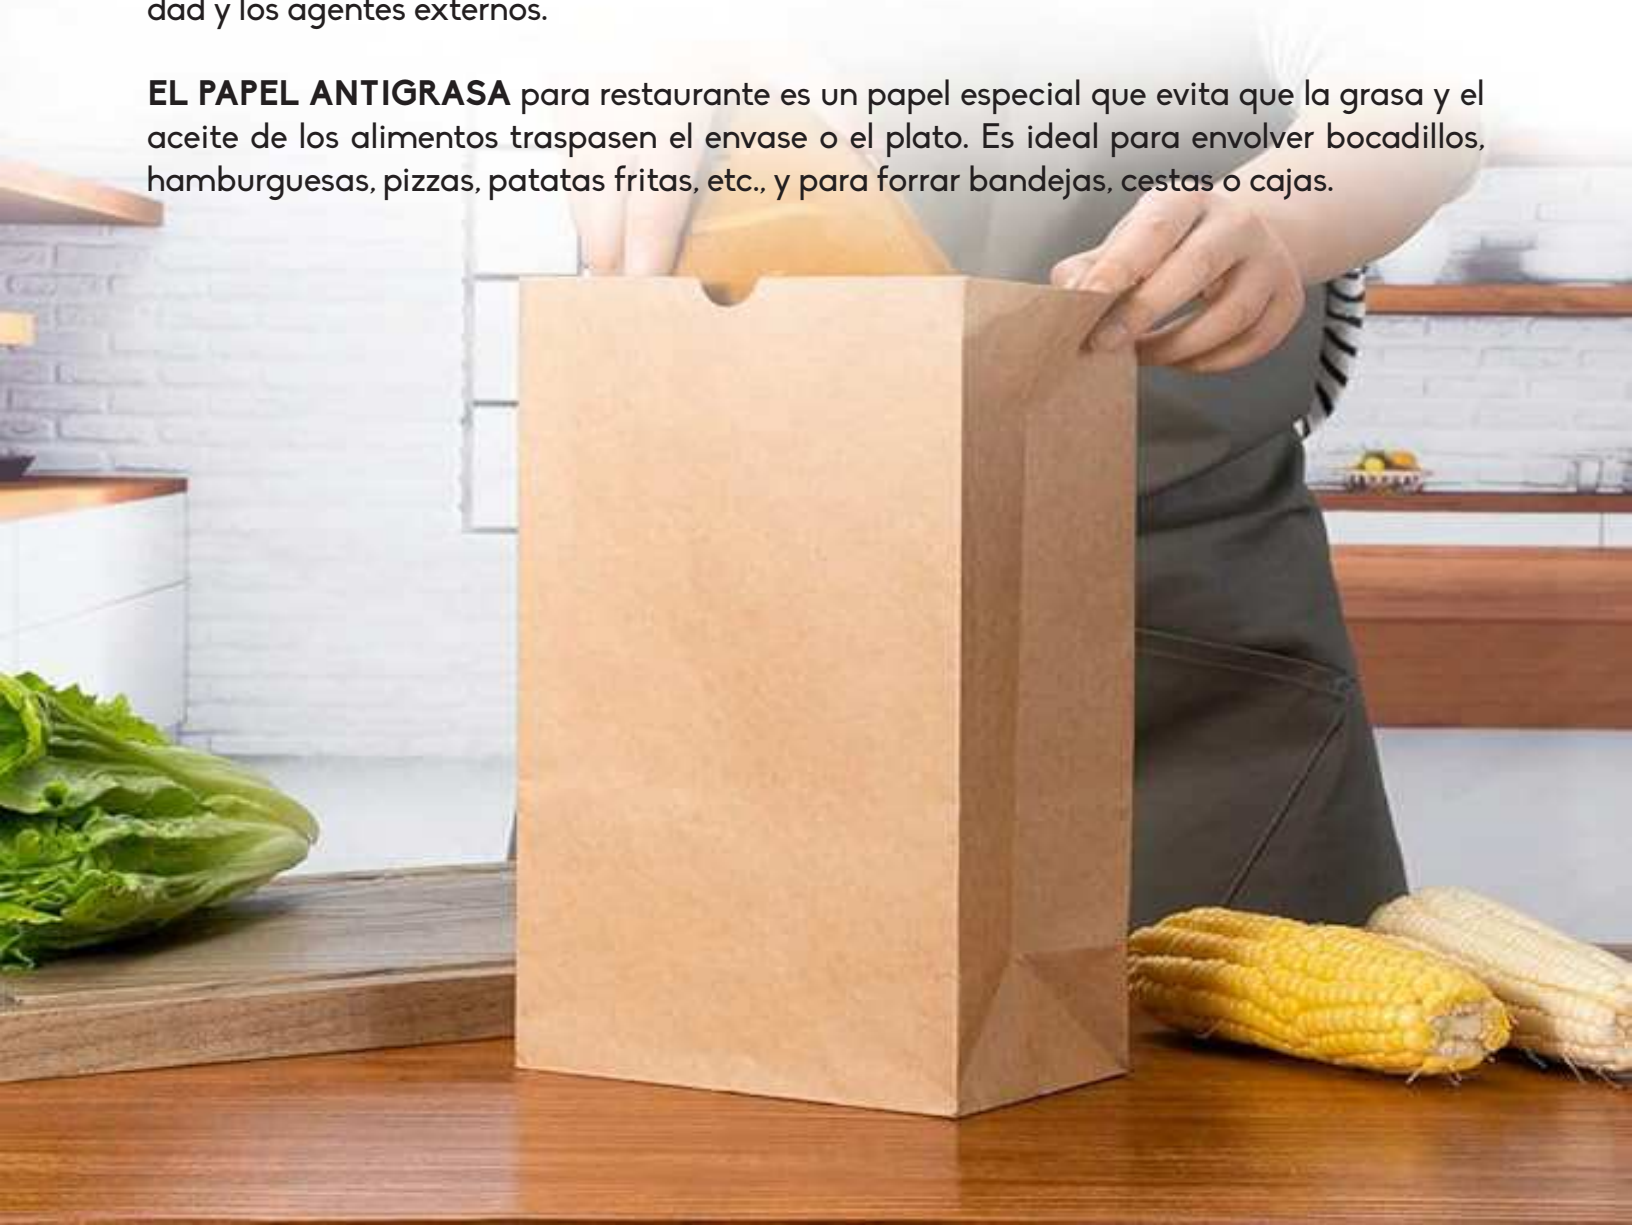 dad y los agentes externos.
EL PAPEL ANTIGRASA para restaurante es un papel especial que evita que la grasa y el
aceite de los alimentos traspasen el envase o el plato. Es ideal para envolver bocadillos,
hamburguesas, pizzas, patatas fritas, etc., y para forrar bandejas, cestas o cajas.